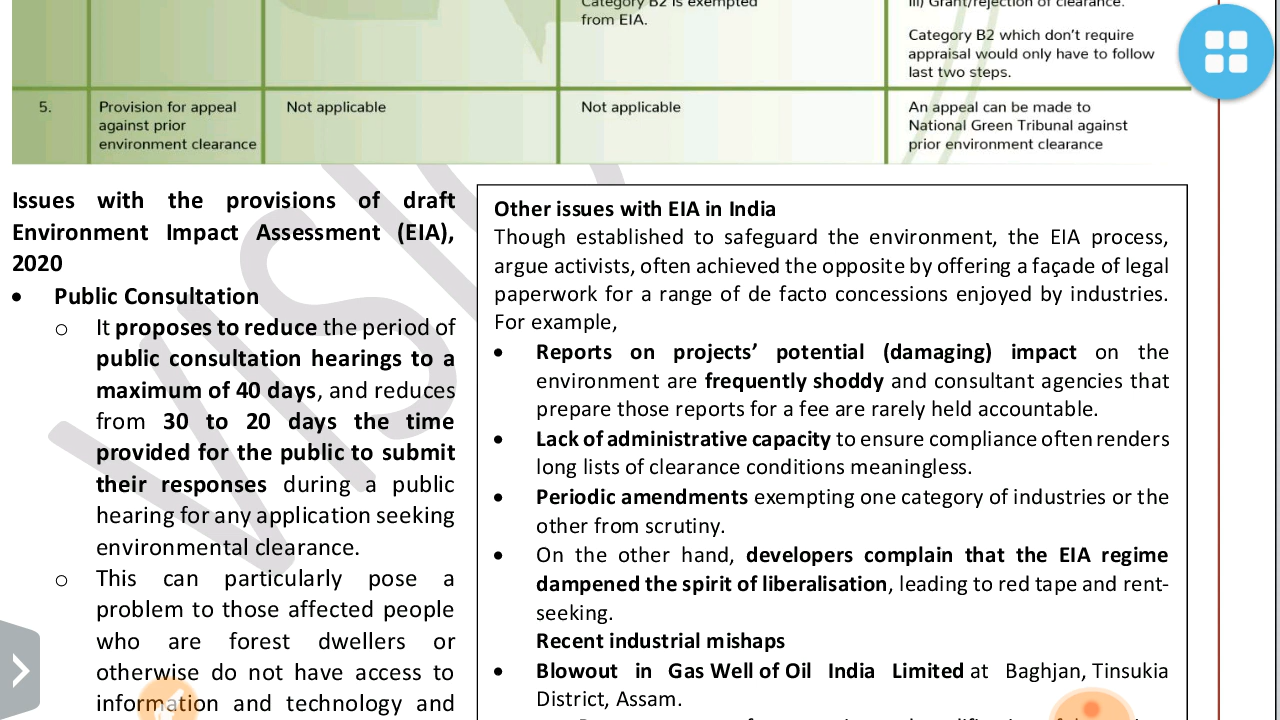 Category B2 is exempted
from EIA.
iii) Grant/rejection of clearance.
Category B2 which don't require
appraisal would only have to follow
last two steps.
5.
Provision for appeal
against prior
environment clearance
Not applicable
Not applicable
An appeal can be made to
National Green Tribunal against
prior environment clearance
Issues with the provisions of draft
Environment Impact Assessment (EIA),
2020
• Public Consultation
o It proposes to reduce the period of
public consultation hearings to a
maximum of 40 days, and reduces
from 30 to 20 days the time
provided for the public to submit
their responses during a public
hearing for any application seeking
environmental clearance.
o This can particularly pose a
problem to those affected people
who are forest dwellers or
otherwise do not have access to
information and technology and
Other issues with EIA in India
Though established to safeguard the environment, the EIA process,
argue activists, often achieved the opposite by offering a façade of legal
paperwork for a range of de facto concessions enjoyed by industries.
For example,
• Reports on projects' potential (damaging) impact on the
environment are frequently shoddy and consultant agencies that
prepare those reports for a fee are rarely held accountable.
• Lack of administrative capacity to ensure compliance often renders
long lists of clearance conditions meaningless.
• Periodic amendments exempting one category of industries or the
other from scrutiny.
• On the other hand, developers complain that the EIA regime
dampened the spirit of liberalisation, leading to red tape and rent-
seeking.
Recent industrial mishaps
• Blowout in Gas Well of Oil India Limited at Baghjan, Tinsukia
District, Assam.